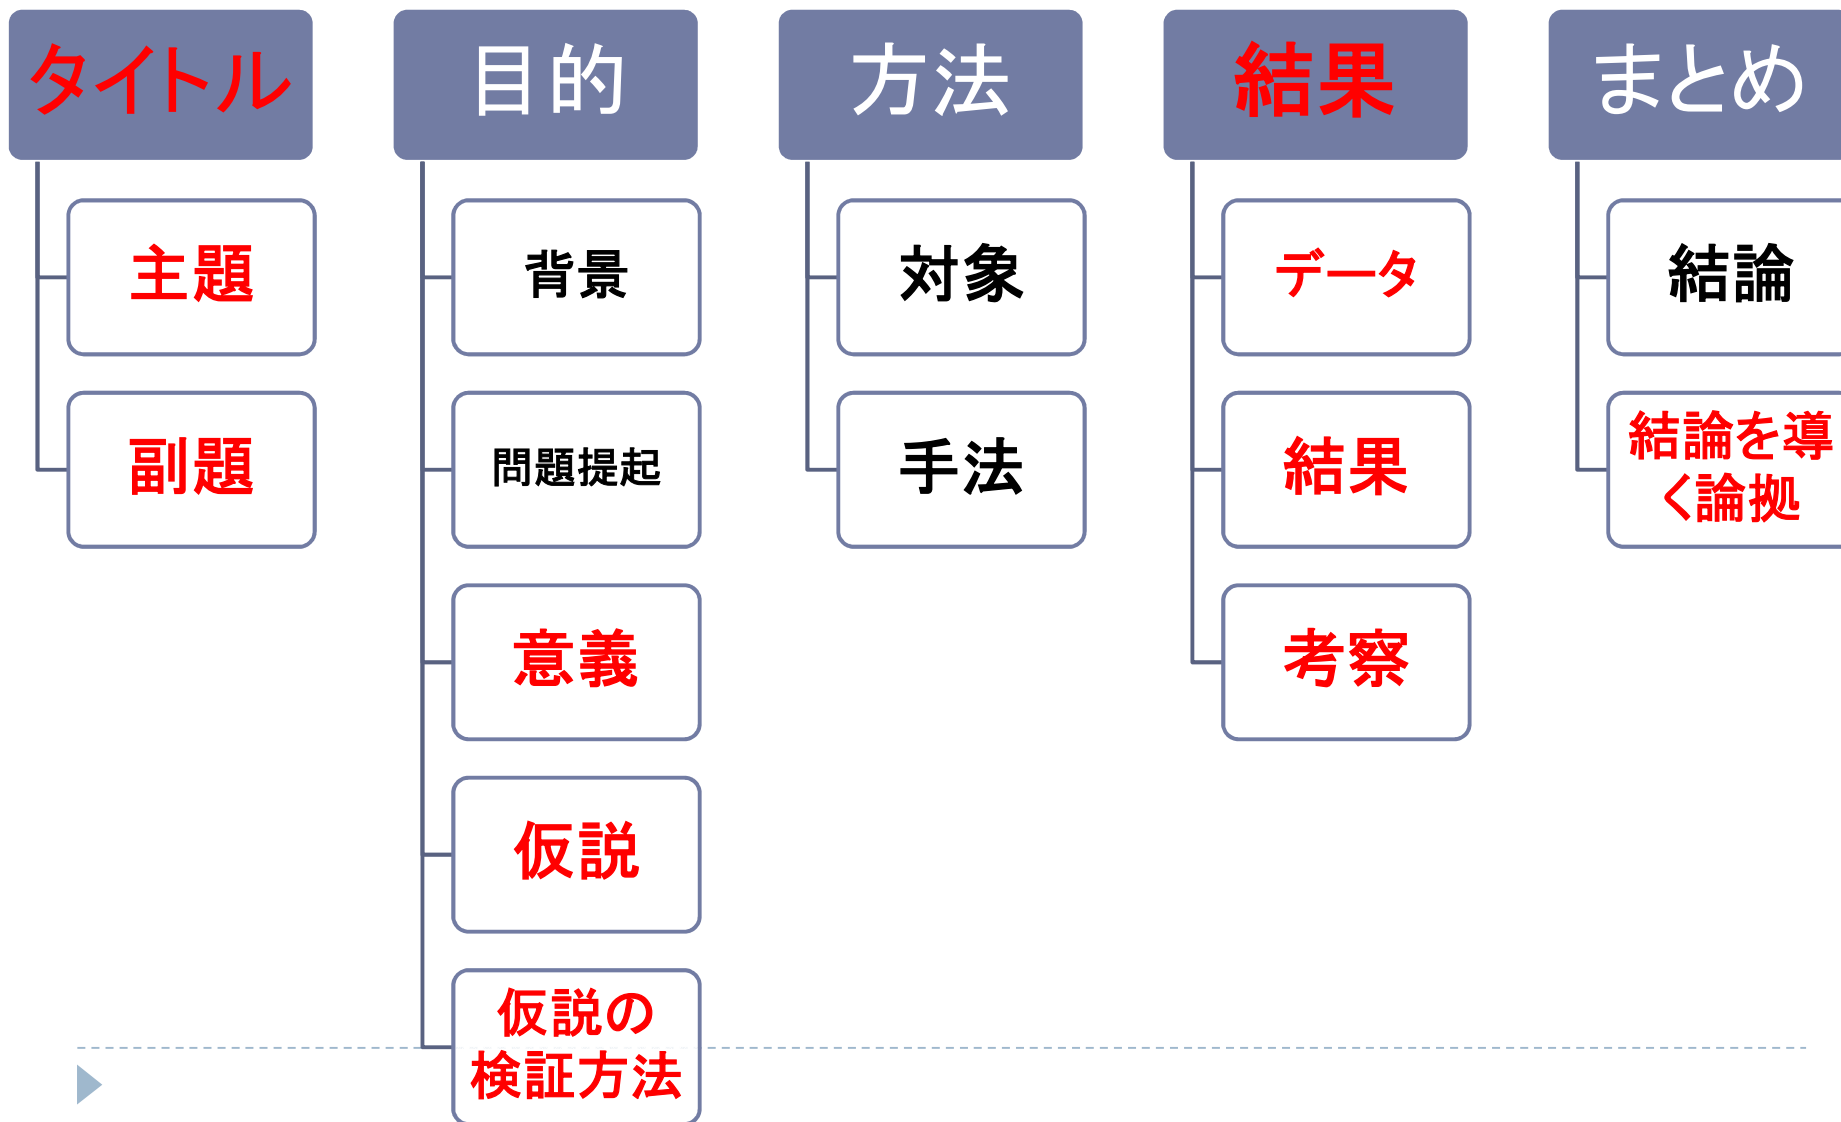 タイトル
主題
副題
目的
背景
問題提起
意義
仮説
仮説の
検証方法
方法
対象
手法
結果
データ
結果
考察
まとめ
結論
結論を導
く論拠